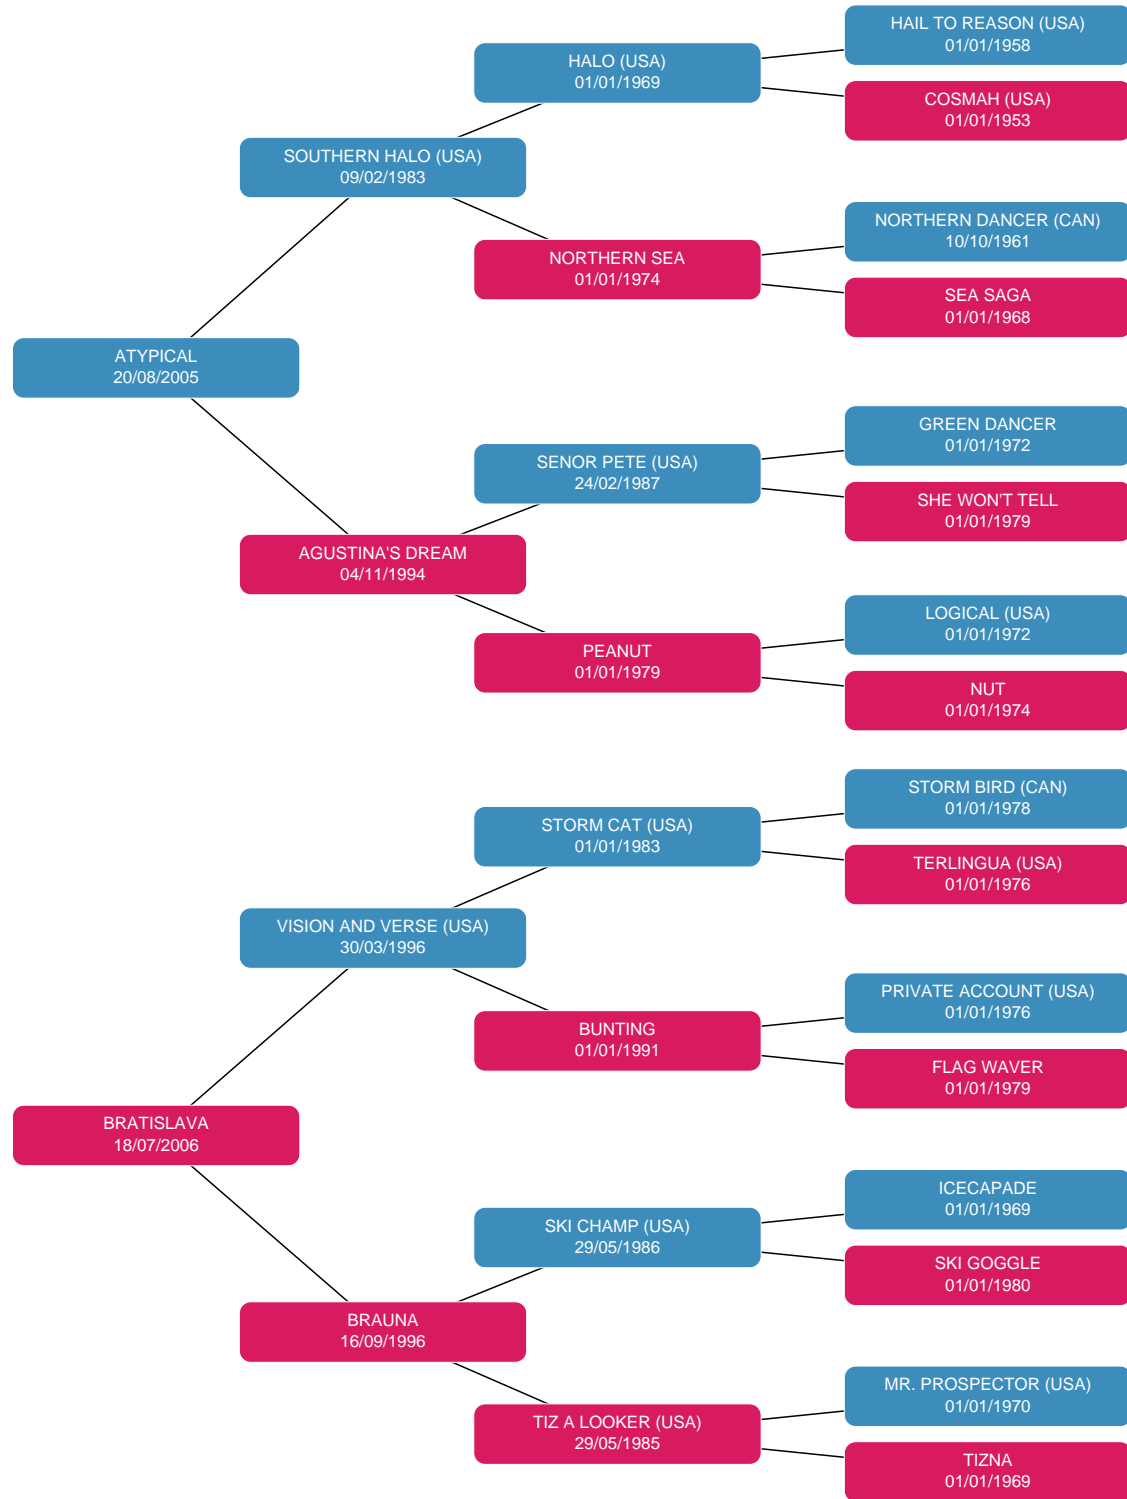 HAIL TO REASON (USA)
01/01/1958
HALO (USA)
01/01/1969
COSMAH (USA)
01/01/1953
SOUTHERN HALO (USA)
09/02/1983
NORTHERN DANCER (CAN)
10/10/1961
NORTHERN SEA
01/01/1974
SEA SAGA
01/01/1968
ATYPICAL
20/08/2005
GREEN DANCER
01/01/1972
SENOR PETE (USA)
24/02/1987
SHE WON'T TELL
01/01/1979
AGUSTINA'S DREAM
04/11/1994
LOGICAL (USA)
01/01/1972
PEANUT
01/01/1979
NUT
01/01/1974
STORM BIRD (CAN)
01/01/1978
STORM CAT (USA)
01/01/1983
TERLINGUA (USA)
01/01/1976
VISION AND VERSE (USA)
30/03/1996
PRIVATE ACCOUNT (USA)
01/01/1976
BUNTING
01/01/1991
FLAG WAVER
01/01/1979
BRATISLAVA
18/07/2006
ICECAPADE
01/01/1969
SKI CHAMP (USA)
29/05/1986
SKI GOGGLE
01/01/1980
BRAUNA
16/09/1996
MR. PROSPECTOR (USA)
01/01/1970
TIZ A LOOKER (USA)
29/05/1985
TIZNA
01/01/1969